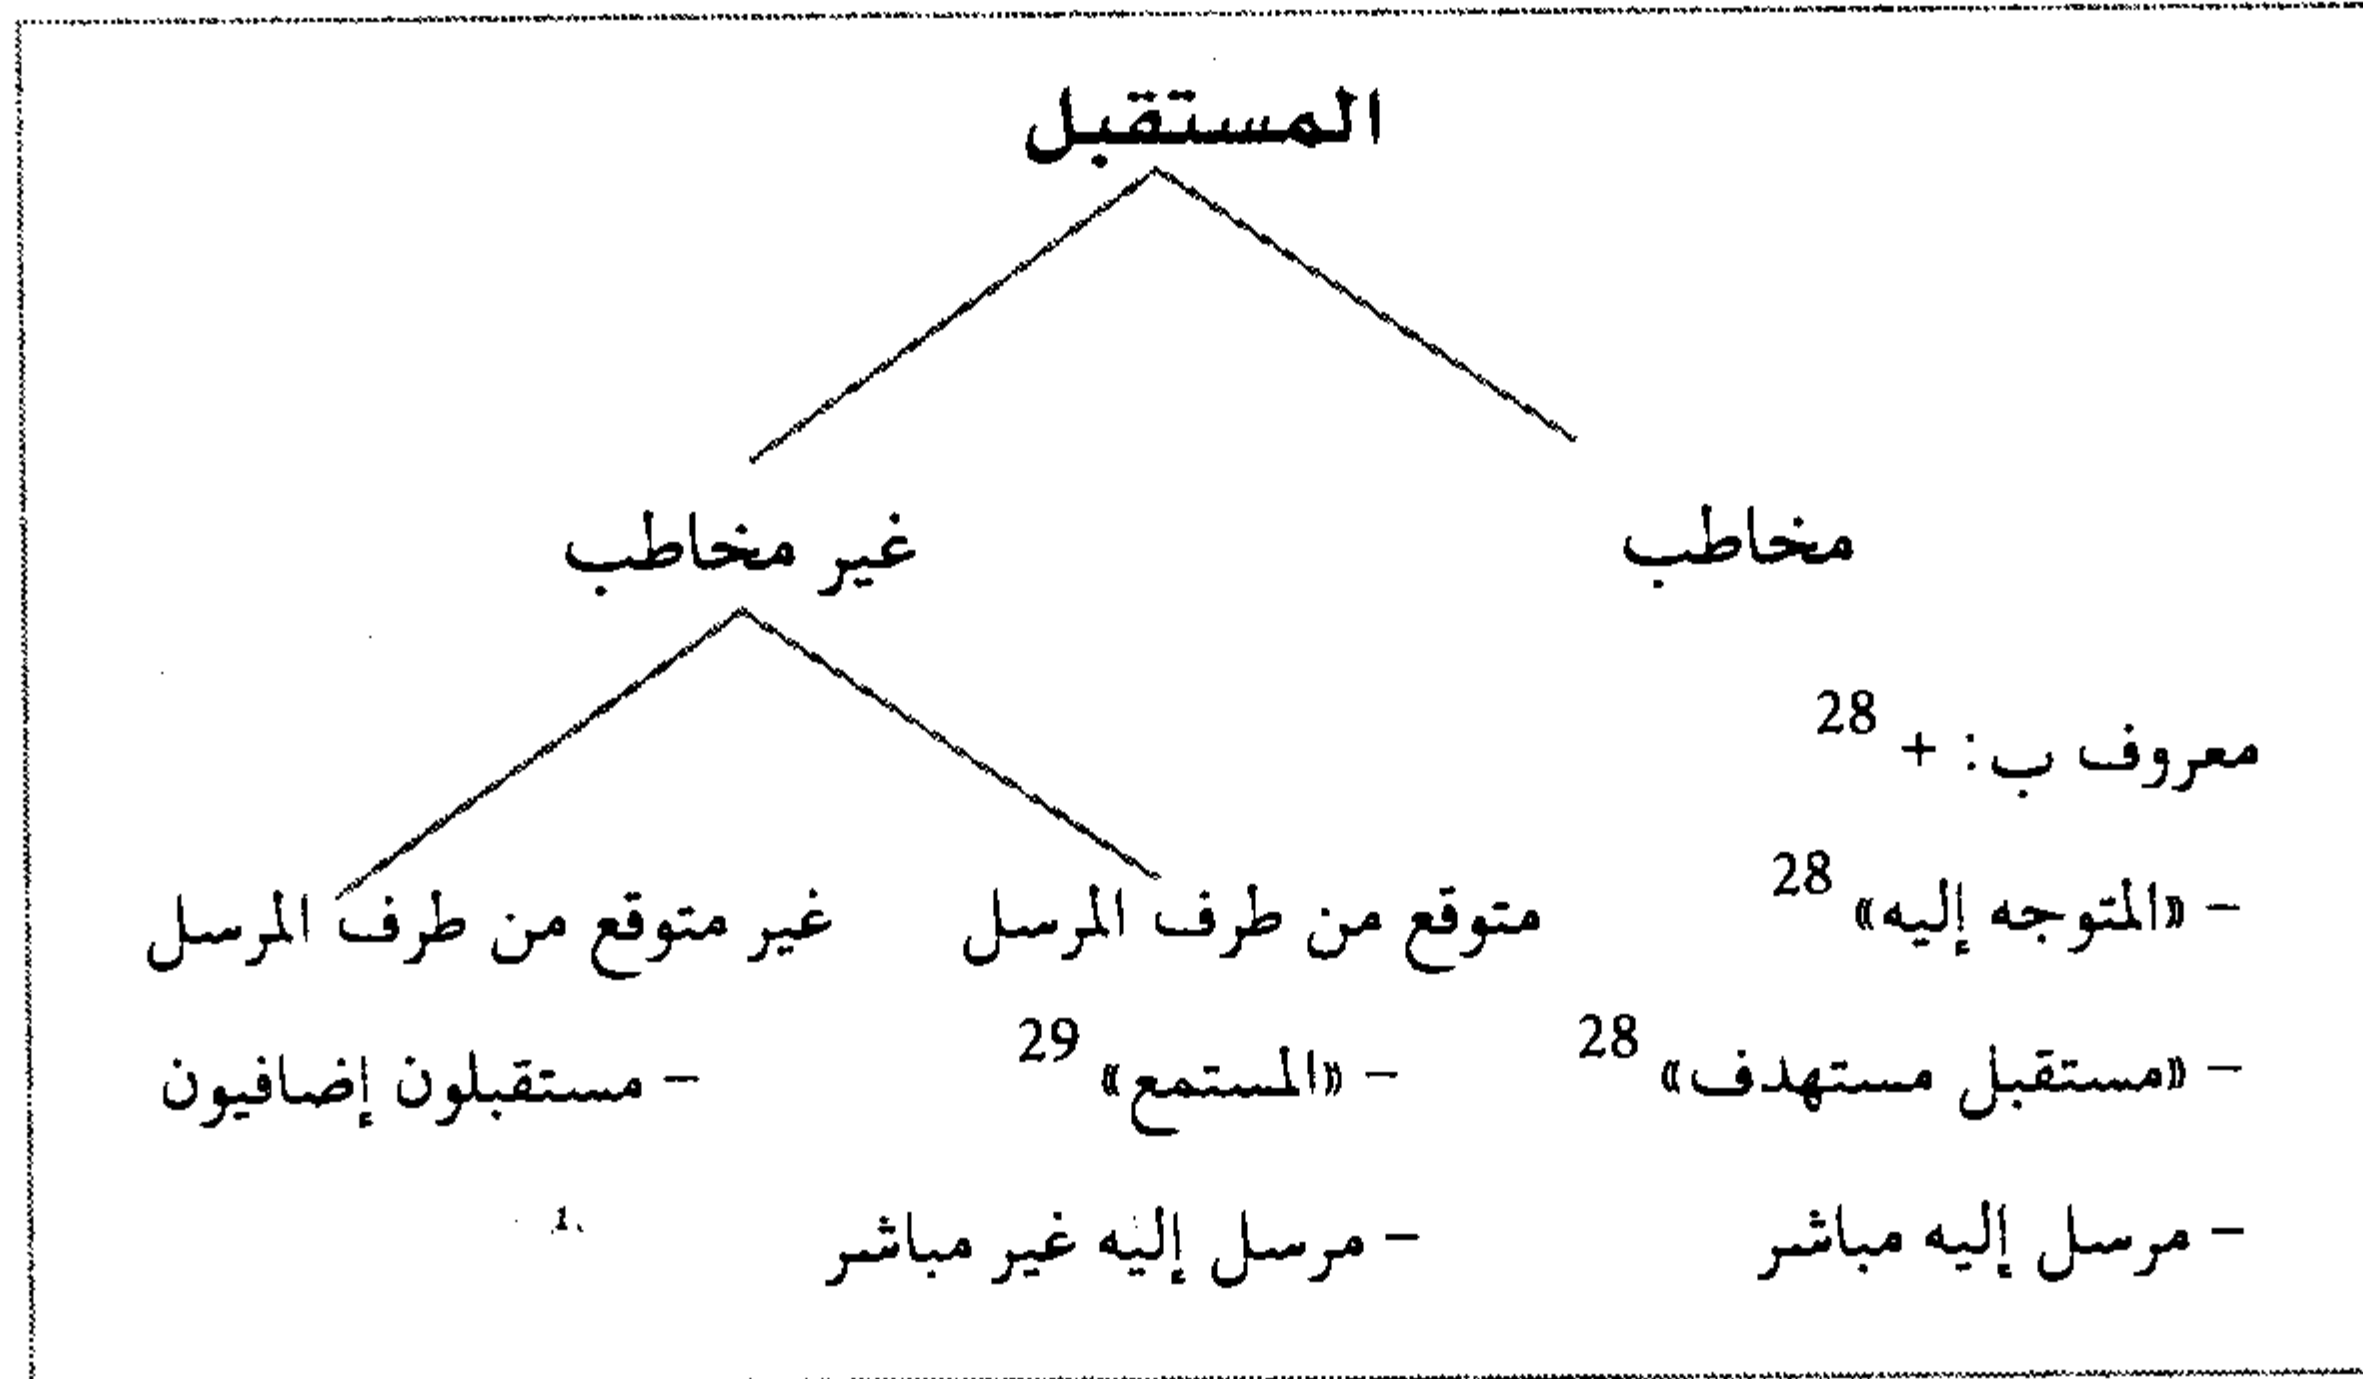 المستقبل
مخاطب غير مخاطب
معروف ب: + 28
– «المتوجه إليه» 28 متوقع من طرف المرسل غير متوقع من طرف المرسل
– «مستقبل مستهدف» 28 – «المستمع» 29 – مستقبلون إضافيون
– مرسل إليه مباشر – مرسل إليه غير مباشر